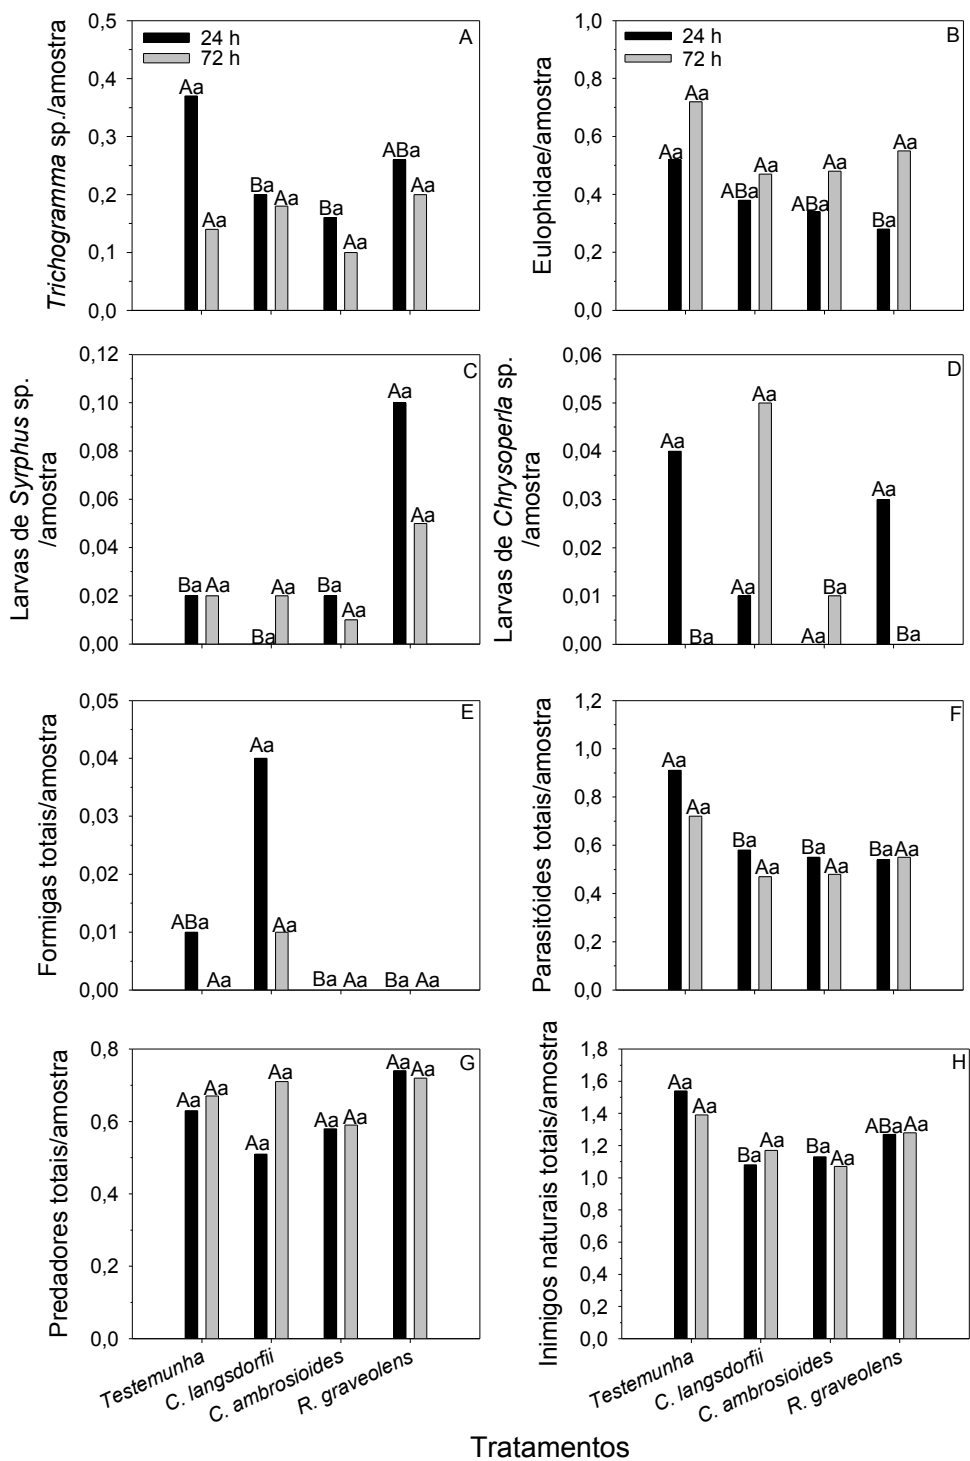 0,5
0,4
0,3
0,2
0,1
0,0
Trichogramma sp./amostra
24 h
72 h
A
Aa
Aa
Ba
Aa
Ba
Aa
ABa
Aa
1,0
0,8
0,6
0,4
0,2
0,0
Eulophidae/amostra
24 h
72 h
B
Aa
Aa
ABa
Aa
ABa
Aa
Ba
Aa
0,12
0,10
0,08
0,06
0,04
0,02
0,00
Larvas de Syrphus sp.
/amostra
C
Ba
Aa
Ba
Aa
Ba
Aa
Aa
Aa
0,06
0,05
0,04
0,03
0,02
0,01
0,00
Larvas de Chrysoperla sp.
/amostra
D
Aa
Ba
Aa
Aa
Aa
Ba
Aa
Ba
0,05
0,04
0,03
0,02
0,01
0,00
Formigas totais/amostra
E
ABa
Aa
Aa
Aa
Ba
Aa
Ba
Aa
1,2
1,0
0,8
0,6
0,4
0,2
0,0
Parasitóides totais/amostra
F
Aa
Aa
Ba
Aa
Ba
Aa
Ba
Aa
0,8
0,6
0,4
0,2
0,0
Predadores totais/amostra
G
Aa
Aa
Aa
Aa
Aa
Aa
Aa
Aa
Testemunha
C. langsdorfii
C. ambrosioides
R. graveolens
1,8
1,6
1,4
1,2
1,0
0,8
0,6
0,4
0,2
0,0
Inimigos naturais totais/amostra
H
Aa
Aa
Ba
Aa
Ba
Aa
ABa
Aa
Testemunha
C. langsdorfii
C. ambrosioides
R. graveolens
Tratamentos